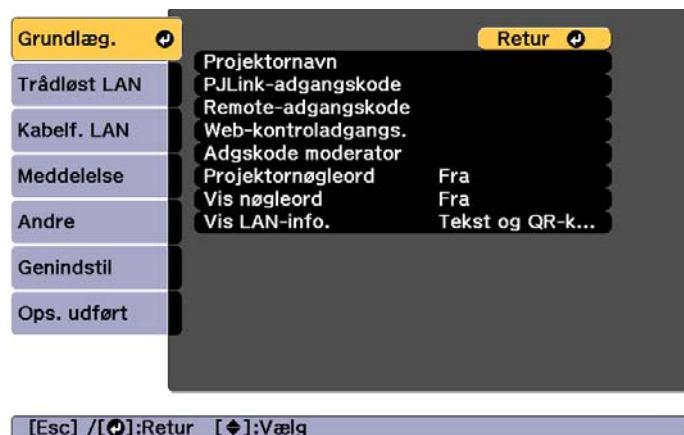 Grundlæg.
Retur
Projektornavn
Trådløst LAN
PJLink-adgangskode
Remote-adgangskode
Kabelf. LAN
Web-kontroladgangs.
Adgskode moderator
Meddelelse
Projektornøgleord Fra
Vis nøgleord Fra
Andre
Vis LAN-info. Tekst og QR-k...
Genindstil
Ops. udført
[Esc] /[⏎]:Retur [◆]:Vælg